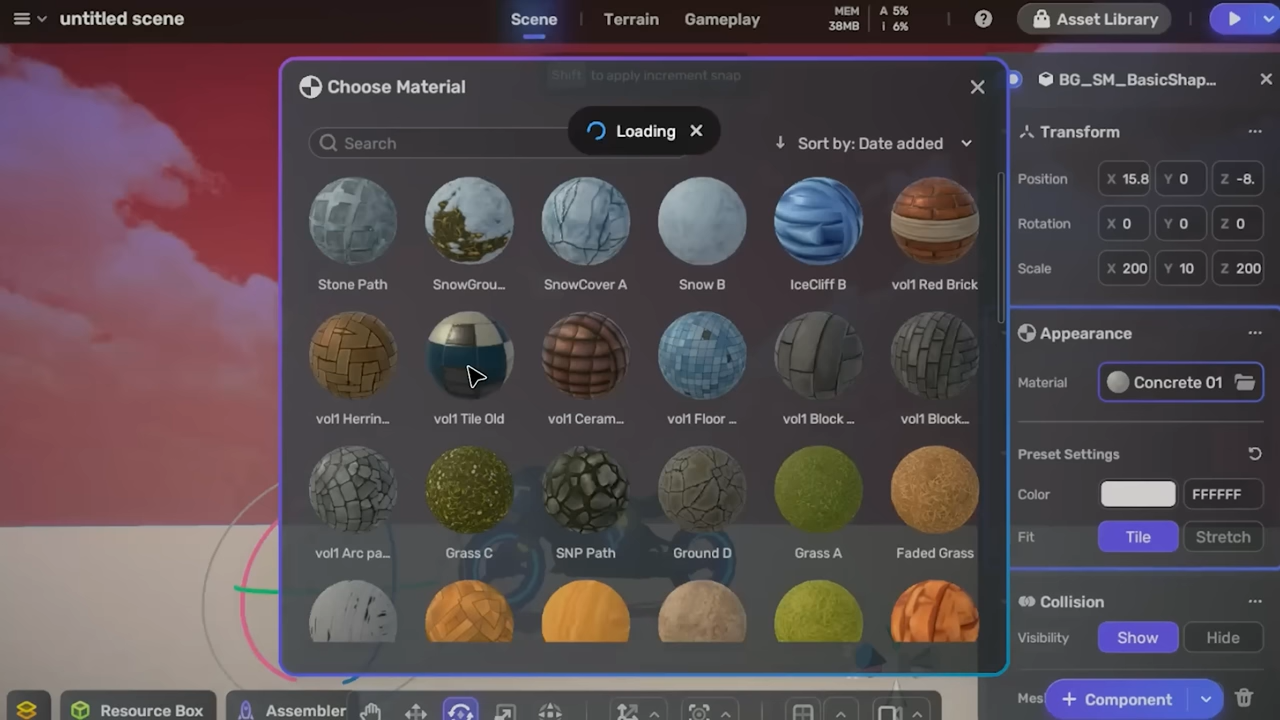 untitled scene
Scene
Terrain
Gameplay
MEM
38MB
A 5%
I 6%
Asset Library
Shift to apply increment snap
Choose Material
Loading
Search
Sort by: Date added
Stone Path
SnowGrou...
SnowCover A
Snow B
IceCliff B
vol1 Red Brick
vol1 Herrin...
vol1 Tile Old
vol1 Ceram...
vol1 Floor ...
vol1 Block ...
vol1 Block...
vol1 Arc pa...
Grass C
SNP Path
Ground D
Grass A
Faded Grass
BG_SM_BasicShap...
Transform
Position X 15.8 Y 0 Z -8.
Rotation X 0 Y 0 Z 0
Scale X 200 Y 10 Z 200
Appearance
Material Concrete 01
Preset Settings
Color FFFFFF
Fit Tile Stretch
Collision
Visibility Show Hide
Mes
+ Component
Resource Box
Assembler